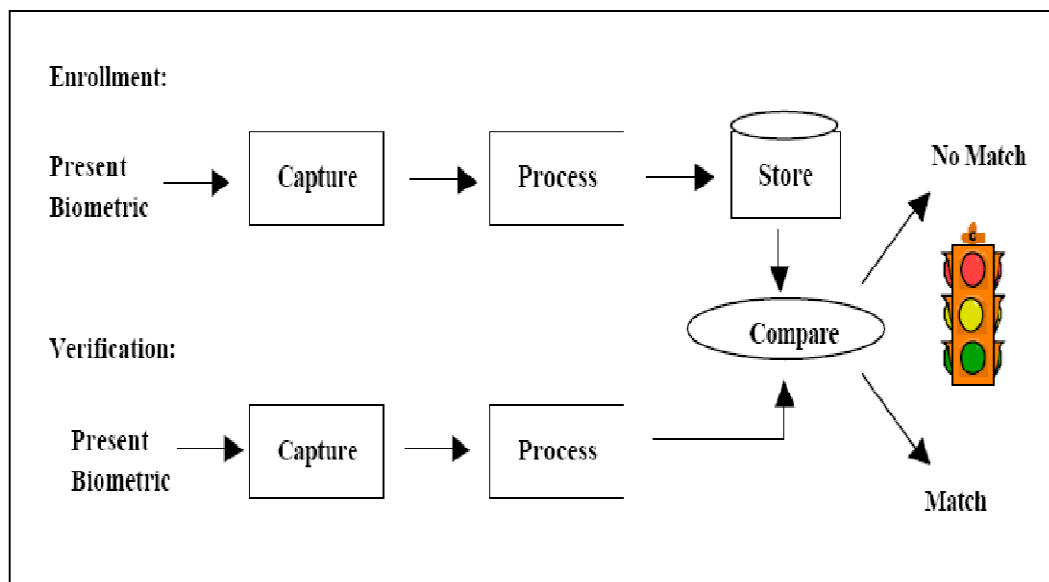 Enrollment:
Present
Biometric
Capture
Process
Store
No Match
Compare
Verification:
Present
Biometric
Capture
Process
Match